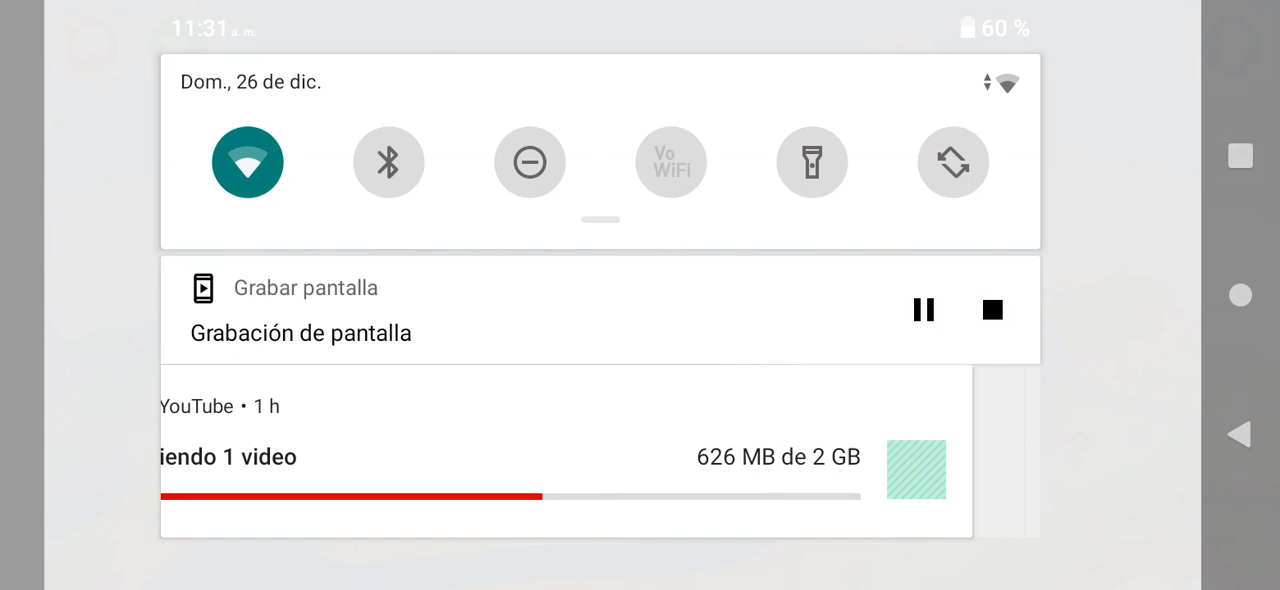 11:31 a. m.
60 %
Dom., 26 de dic.
Vo
WiFi
Grabar pantalla
Grabación de pantalla
YouTube • 1 h
iendo 1 video
626 MB de 2 GB